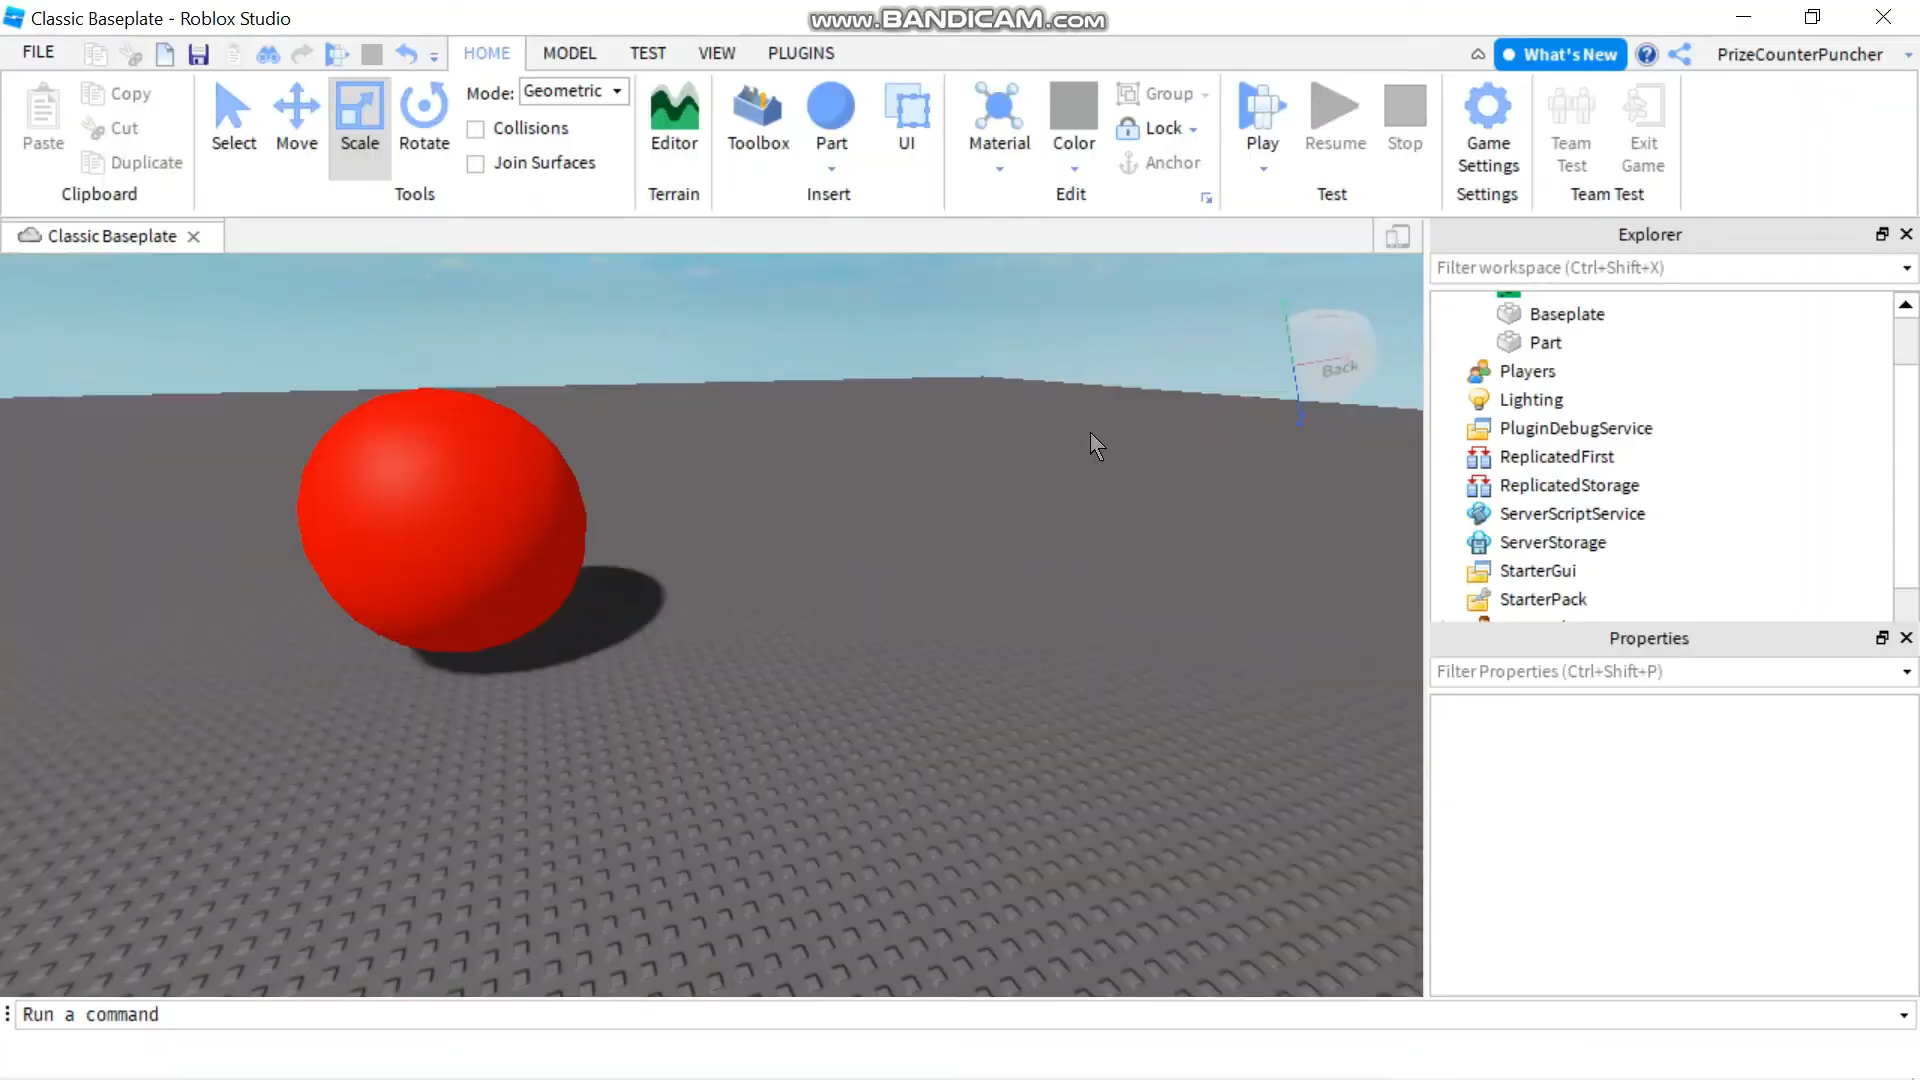 Classic Baseplate - Roblox Studio
www.BANDICAM.com
FILE
HOME
MODEL
TEST
VIEW
PLUGINS
What's New
PrizeCounterPuncher
Paste
Copy
Cut
Duplicate
Clipboard
Select
Move
Scale
Rotate
Mode: Geometric
Collisions
Join Surfaces
Tools
Editor
Terrain
Toolbox
Part
UI
Insert
Material
Color
Group
Lock
Anchor
Edit
Play
Resume
Stop
Test
Game Settings
Settings
Team Test
Exit Game
Team Test
Classic Baseplate
Back
Explorer
Filter workspace (Ctrl+Shift+X)
Baseplate
Part
Players
Lighting
PluginDebugService
ReplicatedFirst
ReplicatedStorage
ServerScriptService
ServerStorage
StarterGui
StarterPack
Properties
Filter Properties (Ctrl+Shift+P)
Run a command